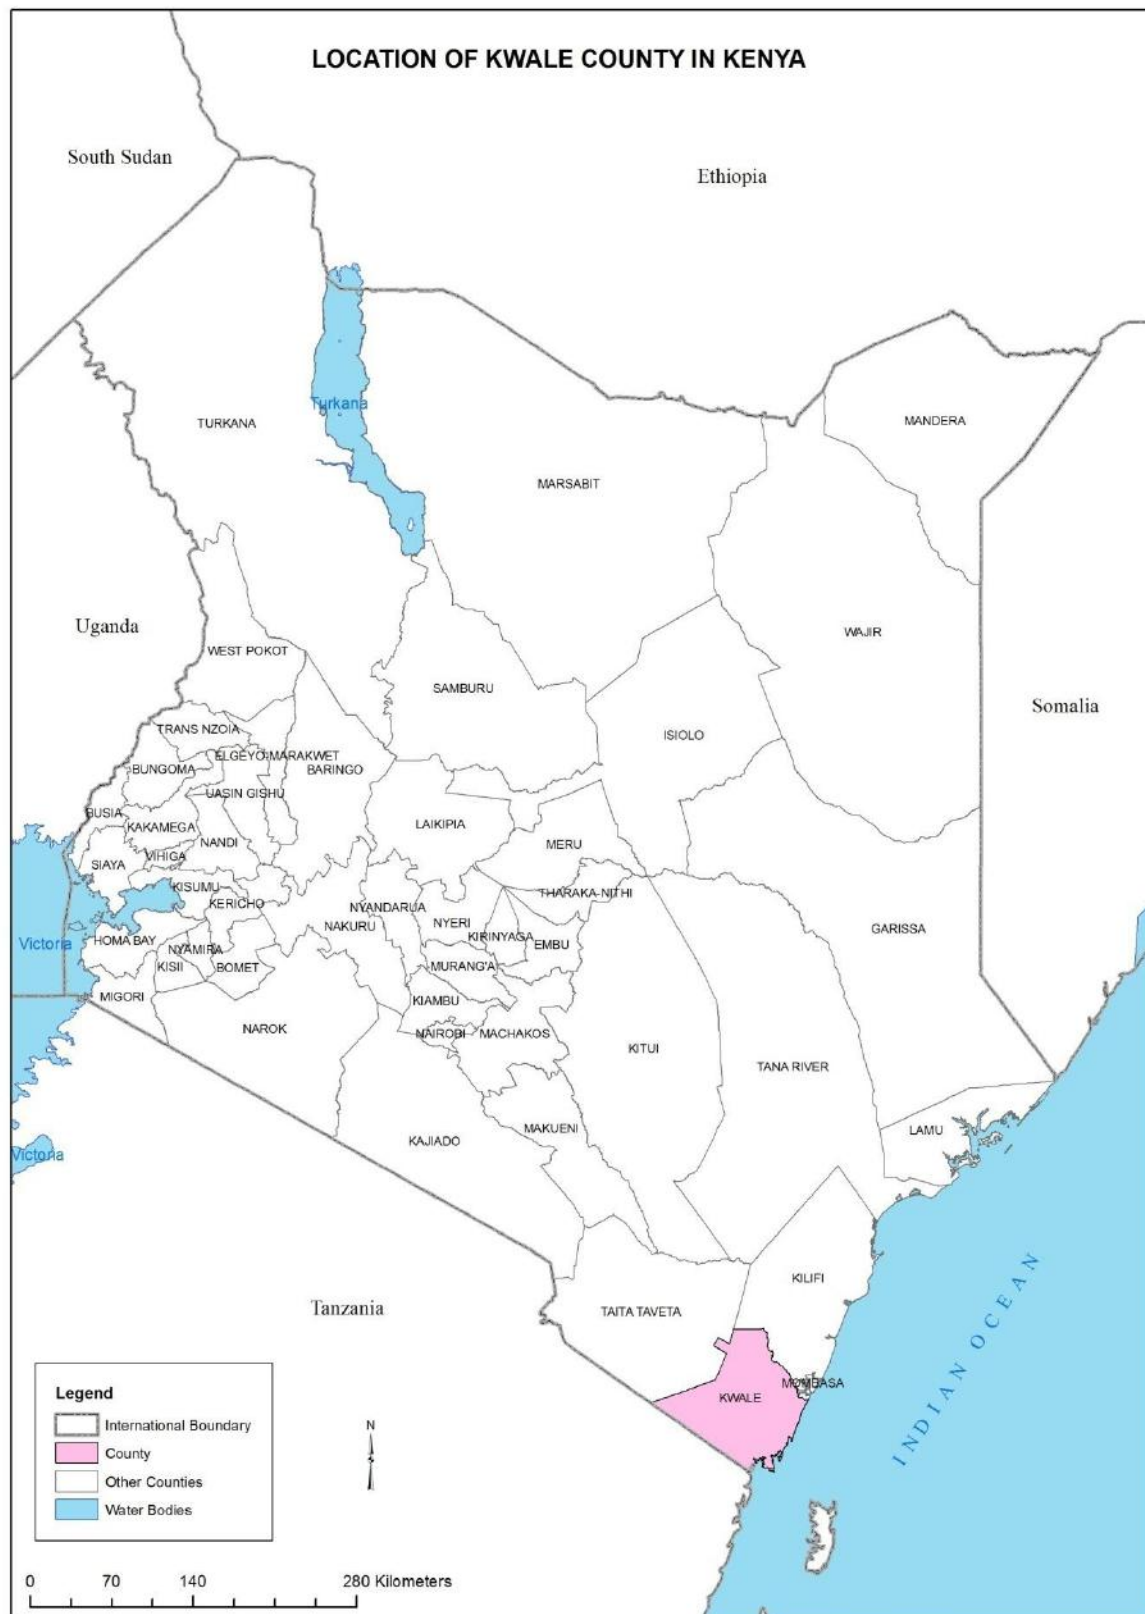 LOCATION OF KWALE COUNTY IN KENYA
South Sudan
Ethiopia
Turkana
TURKANA
MANDERA
MARSABIT
Uganda
WAJIR
WEST POKOT
SAMBURU
Somalia
TRANS NZOIA
ISIOLO
ELGEYO-MARAKWET
BUNGOMA
BARINGO
UASIN GISHU
BUSIA
KAKAMEGA
LAIKIPIA
NANDI
MERU
VIHIGA
SIAYA
KISUMU
THARAKA-NITHI
KERICHO
NYANDARUA
NYERI
NAKURU
GARISSA
KIRINYAGA
Victoria
HOMA BAY
NYAMIRA
EMBU
KISII
BOMET
MURANG'A
MIGORI
KIAMBU
NAROK
NAIROBI
MACHAKOS
KITUI
TANA RIVER
MAKUENI
LAMU
KAJIADO
Victoria
KILIFI
Tanzania
TAITA TAVETA
INDIAN OCEAN
MOMBASA
KWALE
Legend
International Boundary
County
Other Counties
Water Bodies
N
0 70 140 280 Kilometers